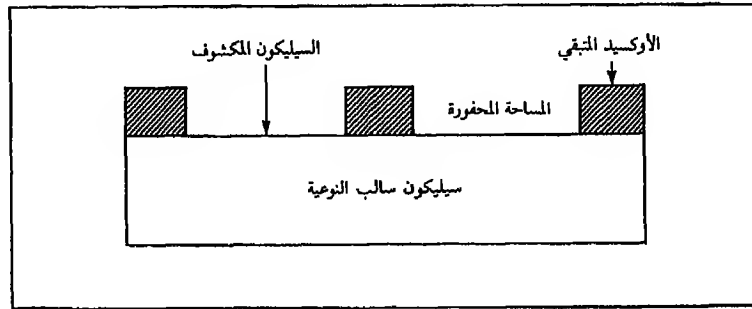 الأوكسيد المتبقي
السيليكون المكشوف
المساحة المحفورة
سيليكون سالب النوعية